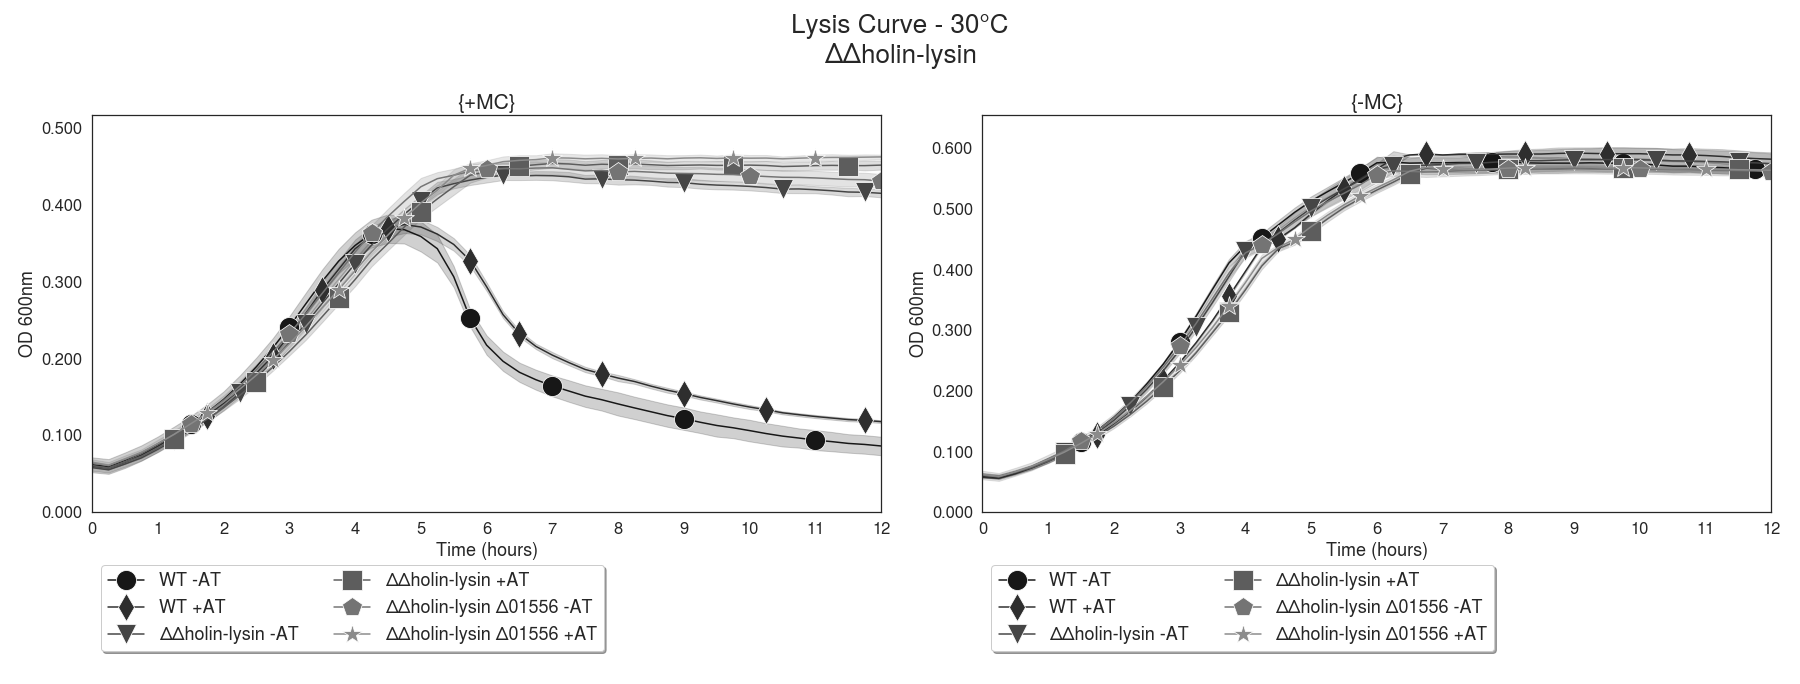 Lysis Curve - 30°C
ΔΔholin-lysin
{+MC}
0.500
0.400
0.300
0.200
0.100
0.000
OD 600nm
0 1 2 3 4 5 6 7 8 9 10 11 12
Time (hours)
WT -AT
WT +AT
ΔΔholin-lysin -AT
ΔΔholin-lysin +AT
ΔΔholin-lysin Δ01556 -AT
ΔΔholin-lysin Δ01556 +AT
{-MC}
0.600
0.500
0.400
0.300
0.200
0.100
0.000
OD 600nm
0 1 2 3 4 5 6 7 8 9 10 11 12
Time (hours)
WT -AT
WT +AT
ΔΔholin-lysin -AT
ΔΔholin-lysin +AT
ΔΔholin-lysin Δ01556 -AT
ΔΔholin-lysin Δ01556 +AT